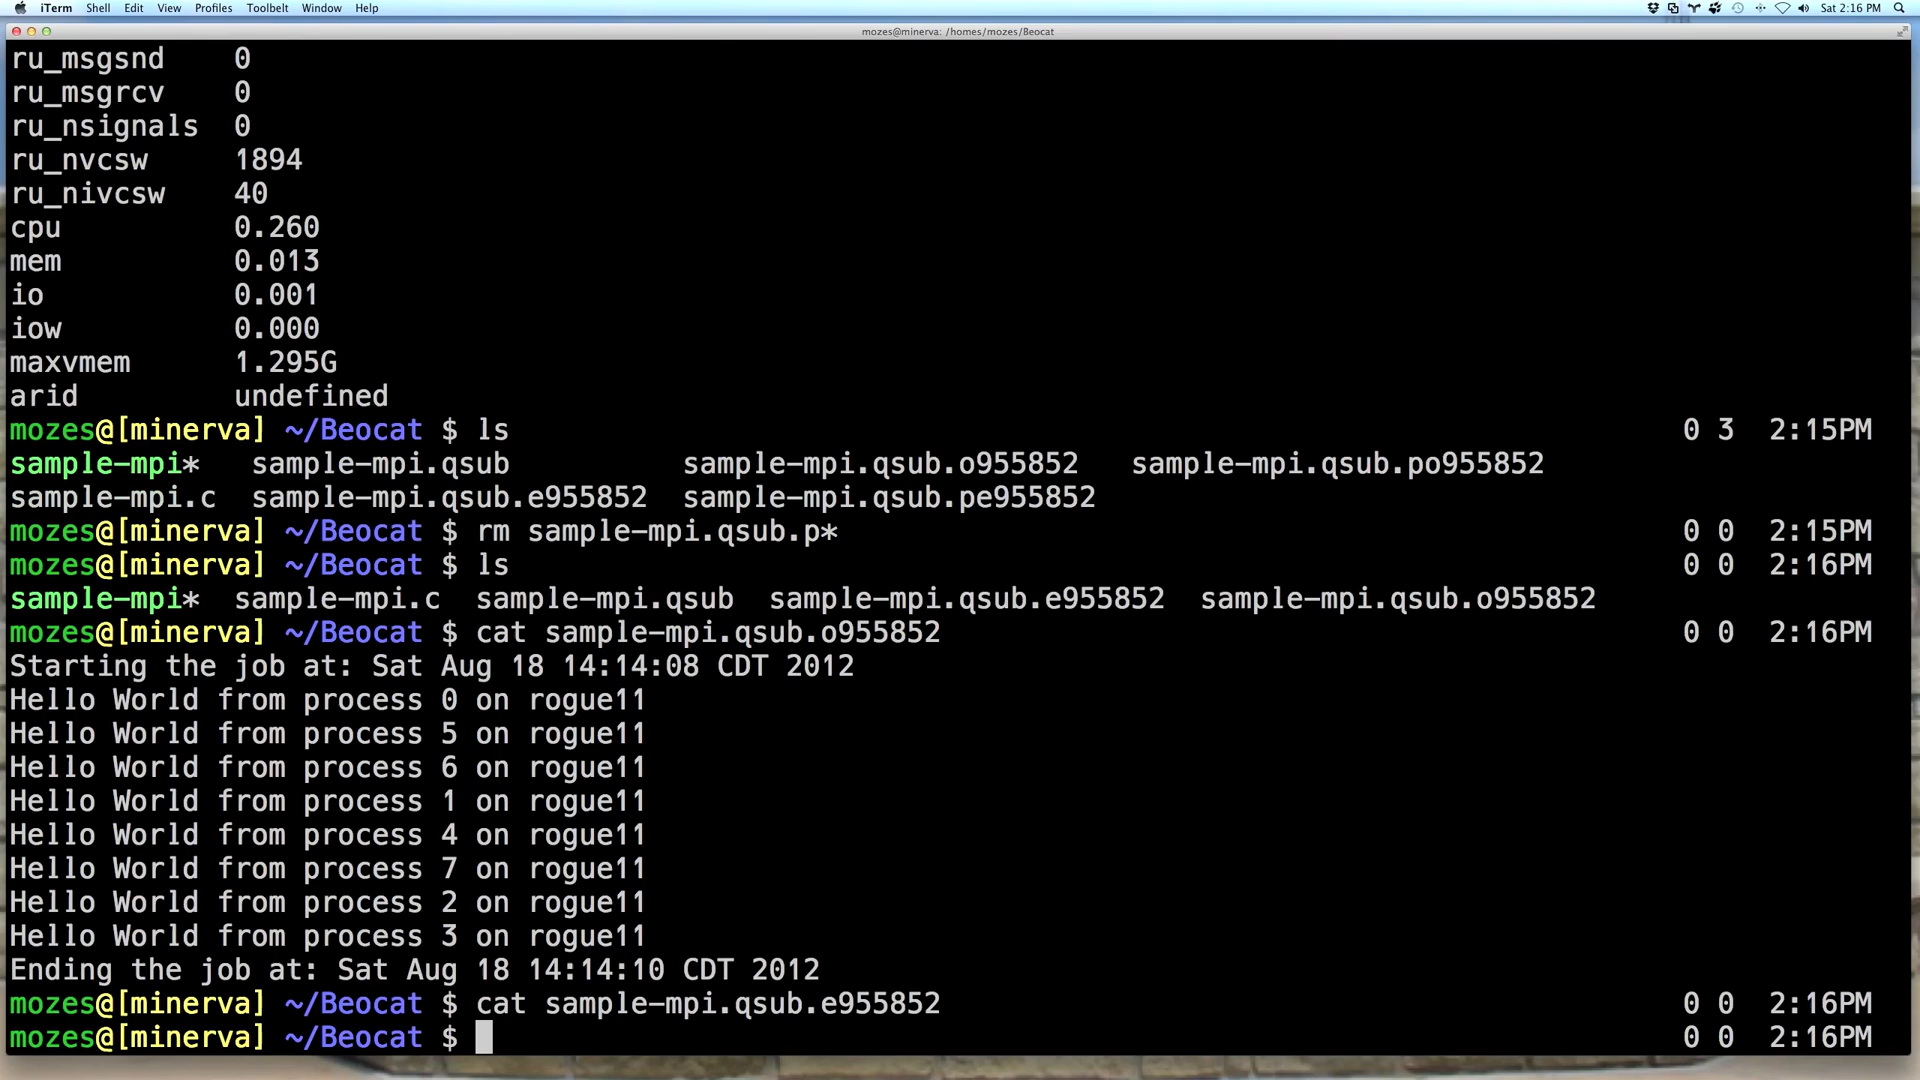 iTerm Shell Edit View Profiles Toolbelt Window Help Sat 2:16 PM
mozes@minerva: /homes/mozes/Beocat
ru_msgsnd 0
ru_msgrcv 0
ru_nsignals 0
ru_nvcsw 1894
ru_nivcsw 40
cpu 0.260
mem 0.013
io 0.001
iow 0.000
maxvmem 1.295G
arid undefined
mozes@[minerva] ~/Beocat $ ls 0 3 2:15PM
sample-mpi* sample-mpi.qsub sample-mpi.qsub.o955852 sample-mpi.qsub.po955852
sample-mpi.c sample-mpi.qsub.e955852 sample-mpi.qsub.pe955852
mozes@[minerva] ~/Beocat $ rm sample-mpi.qsub.p* 0 0 2:15PM
mozes@[minerva] ~/Beocat $ ls 0 0 2:16PM
sample-mpi* sample-mpi.c sample-mpi.qsub sample-mpi.qsub.e955852 sample-mpi.qsub.o955852
mozes@[minerva] ~/Beocat $ cat sample-mpi.qsub.o955852 0 0 2:16PM
Starting the job at: Sat Aug 18 14:14:08 CDT 2012
Hello World from process 0 on rogue11
Hello World from process 5 on rogue11
Hello World from process 6 on rogue11
Hello World from process 1 on rogue11
Hello World from process 4 on rogue11
Hello World from process 7 on rogue11
Hello World from process 2 on rogue11
Hello World from process 3 on rogue11
Ending the job at: Sat Aug 18 14:14:10 CDT 2012
mozes@[minerva] ~/Beocat $ cat sample-mpi.qsub.e955852 0 0 2:16PM
mozes@[minerva] ~/Beocat $ 0 0 2:16PM